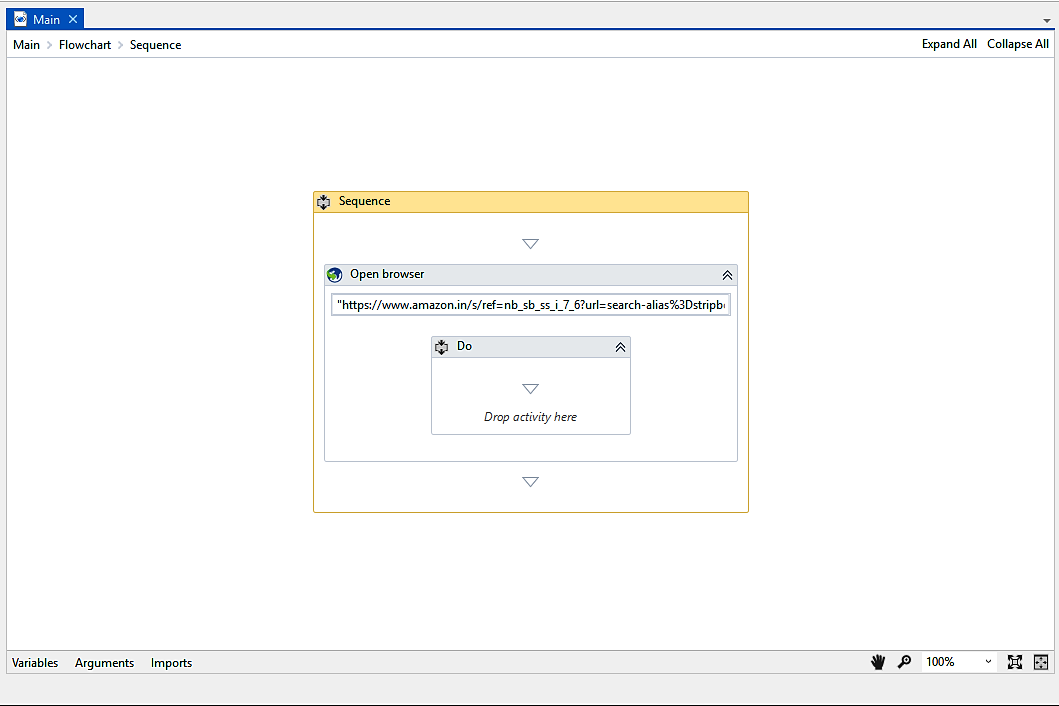 Main
Main Flowchart Sequence Expand All Collapse All
Sequence
Open browser
"https://www.amazon.in/s/ref=nb_sb_ss_i_7_6?url=search-alias%3Dstripb
Do
Drop activity here
Variables Arguments Imports 100%